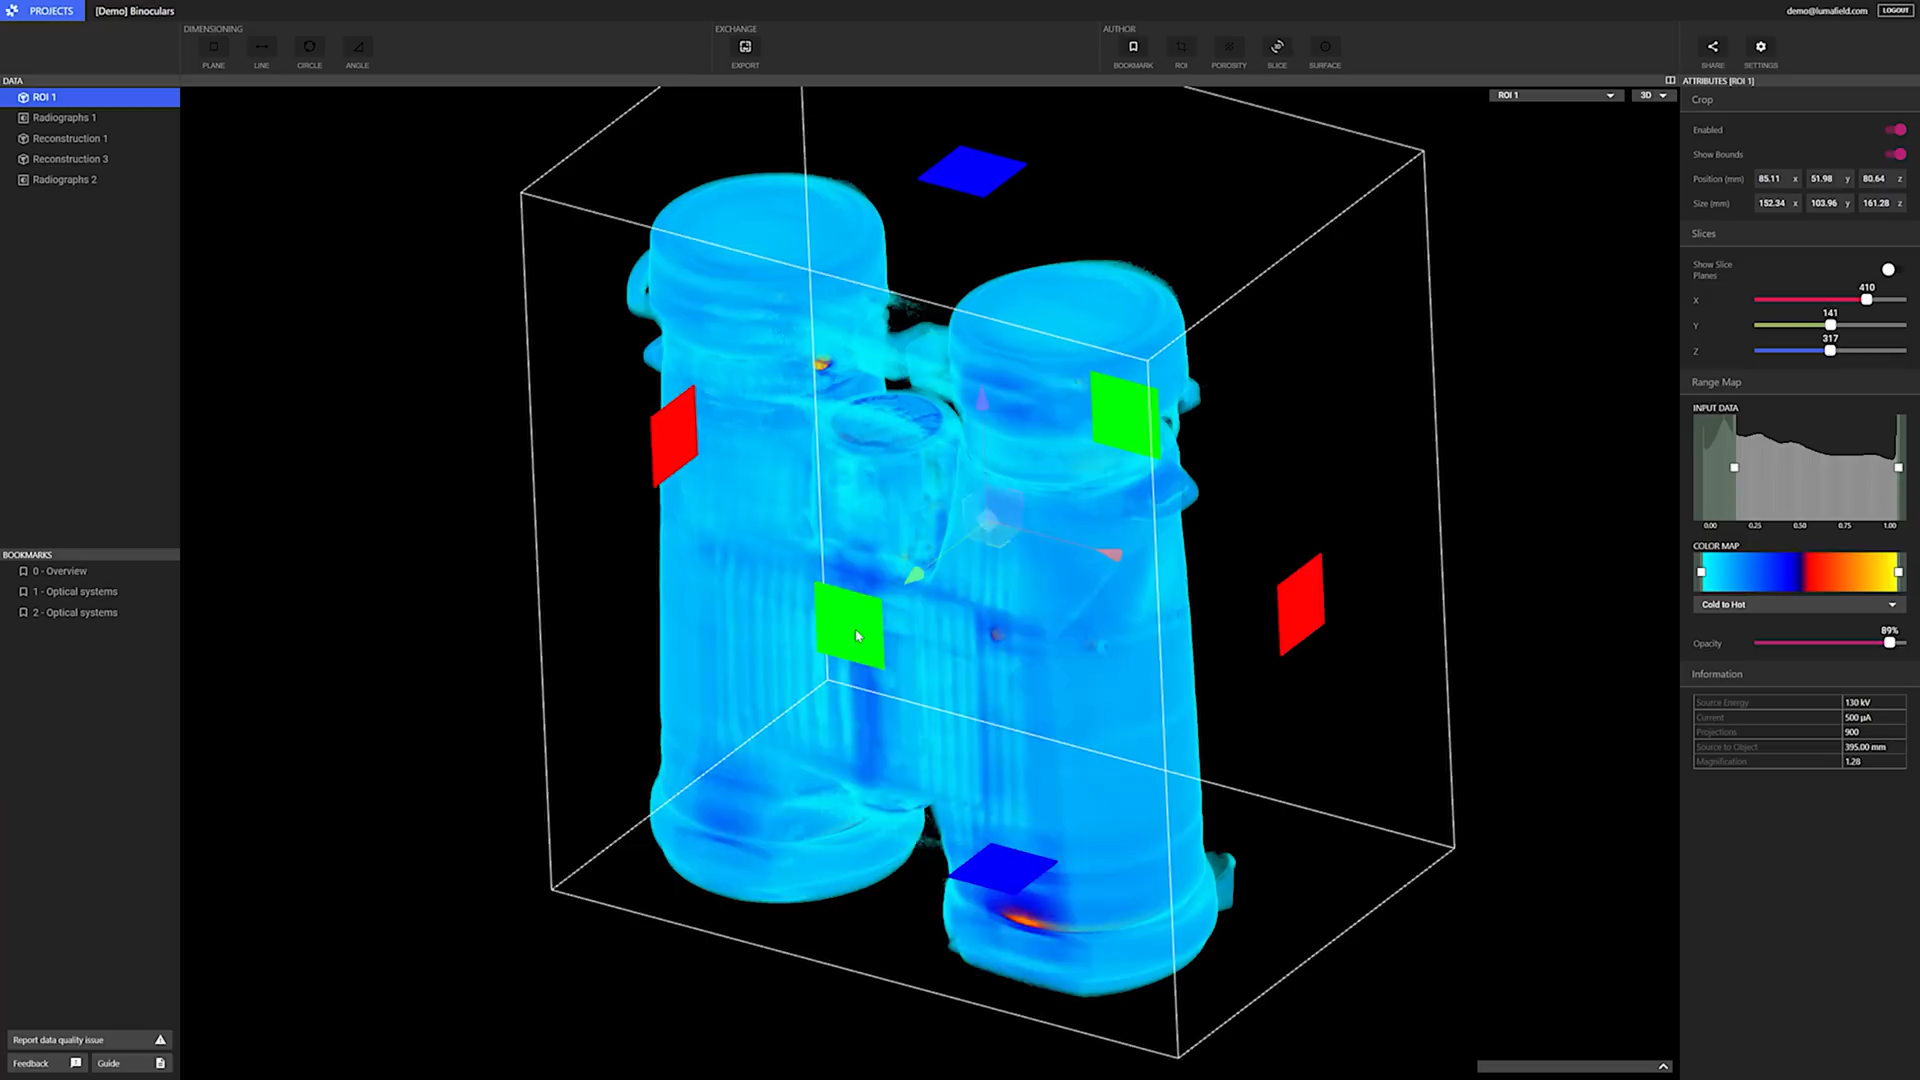 PROJECTS
[Demo] Binoculars
demo@lumafield.com
LOGOUT
DIMENSIONING
EXCHANGE
AUTHOR
PLANE
LINE
CIRCLE
ANGLE
EXPORT
BOOKMARK
ROI
POROSITY
SLICE
SURFACE
SHARE
SETTINGS
DATA
ROI 1
Radiographs 1
Reconstruction 1
Reconstruction 3
Radiographs 2
BOOKMARKS
0 - Overview
1 - Optical systems
2 - Optical systems
Report data quality issue
Feedback
Guide
ROI 1
3D
ATTRIBUTES [ROI 1]
Crop
Enabled
Show Bounds
Position (mm) 85.11 x 51.98 y 80.64 z
Size (mm) 152.34 x 103.96 y 161.28 z
Slices
Show Slice
Planes
410
X
141
Y
317
Z
Range Map
INPUT DATA
0.00 0.25 0.50 0.75 1.00
COLOR MAP
Cold to Hot
89%
Opacity
Information
Source Energy 130 kV
Current 500 µA
Projections 900
Source to Object 395.00 mm
Magnification 1.28